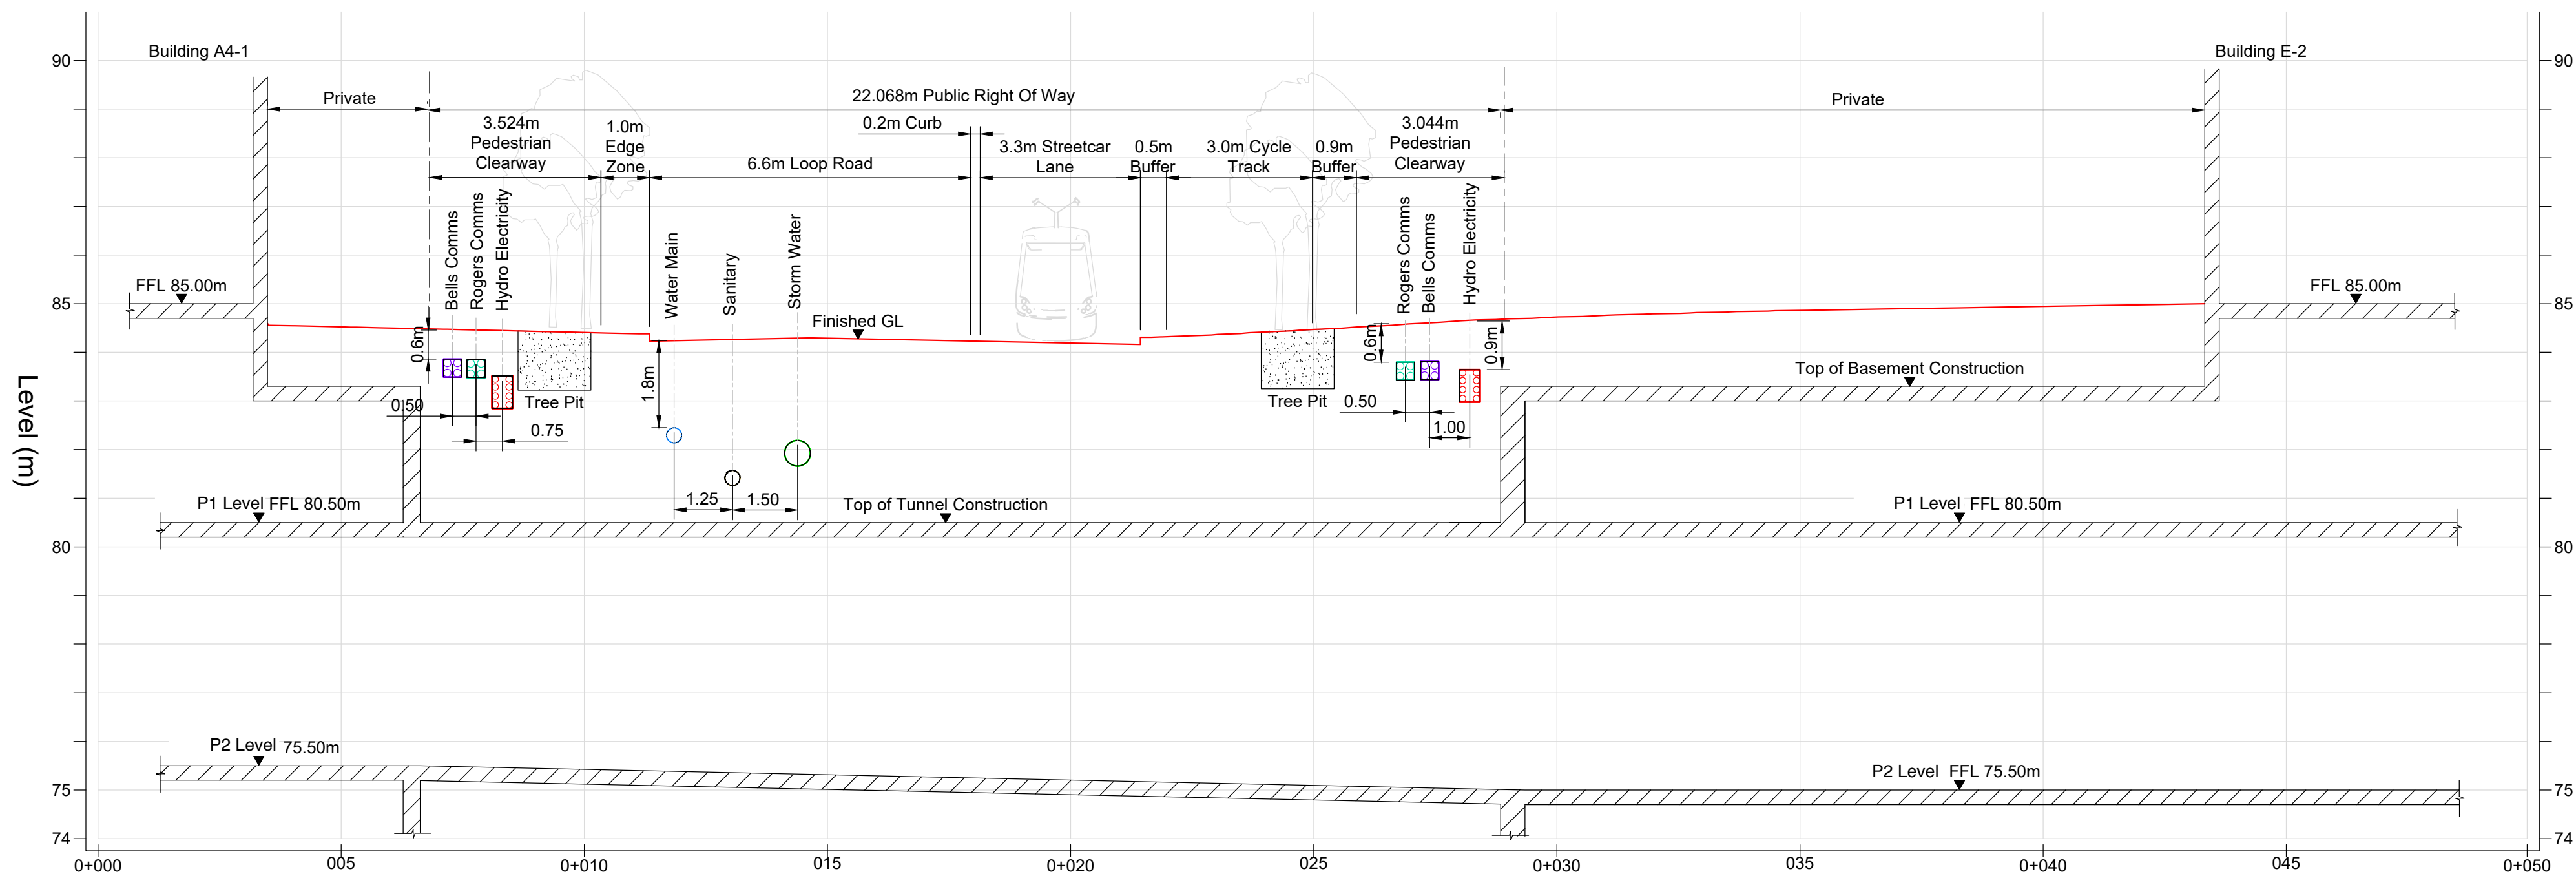 Building A4-1
Building E-2
90
90
Private
22.068m Public Right Of Way
Private
3.524m
Pedestrian
Clearway
1.0m
Edge
Zone
6.6m Loop Road
0.2m Curb
3.3m Streetcar
Lane
0.5m
Buffer
3.0m Cycle
Track
0.9m
Buffer
3.044m
Pedestrian
Clearway
Bells Comms
Rogers Comms
Hydro Electricity
Water Main
Sanitary
Storm Water
Rogers Comms
Bells Comms
Hydro Electricity
FFL 85.00m
FFL 85.00m
85
85
Finished GL
0.6m
1.8m
0.6m
0.9m
Top of Basement Construction
Tree Pit
Tree Pit
0.50
0.75
0.50
1.00
Level (m)
1.25
1.50
P1 Level FFL 80.50m
Top of Tunnel Construction
P1 Level FFL 80.50m
80
80
P2 Level 75.50m
P2 Level FFL 75.50m
75
75
74
74
0+000
005
0+010
015
0+020
025
0+030
035
0+040
045
0+050